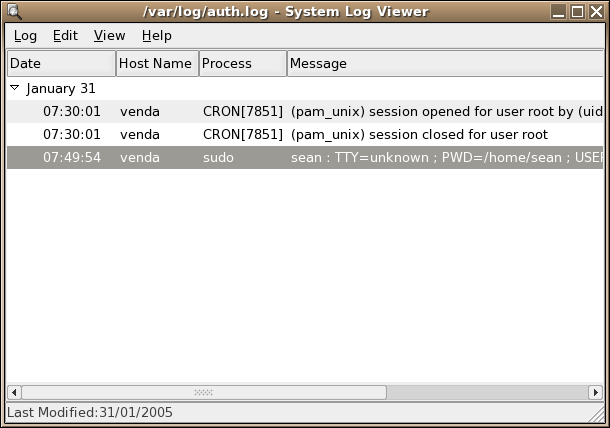 /var/log/auth.log - System Log Viewer
Log Edit View Help
Date Host Name Process Message
January 31
07:30:01 venda CRON[7851] (pam_unix) session opened for user root by (uid
07:30:01 venda CRON[7851] (pam_unix) session closed for user root
07:49:54 venda sudo sean : TTY=unknown ; PWD=/home/sean ; USER
Last Modified:31/01/2005